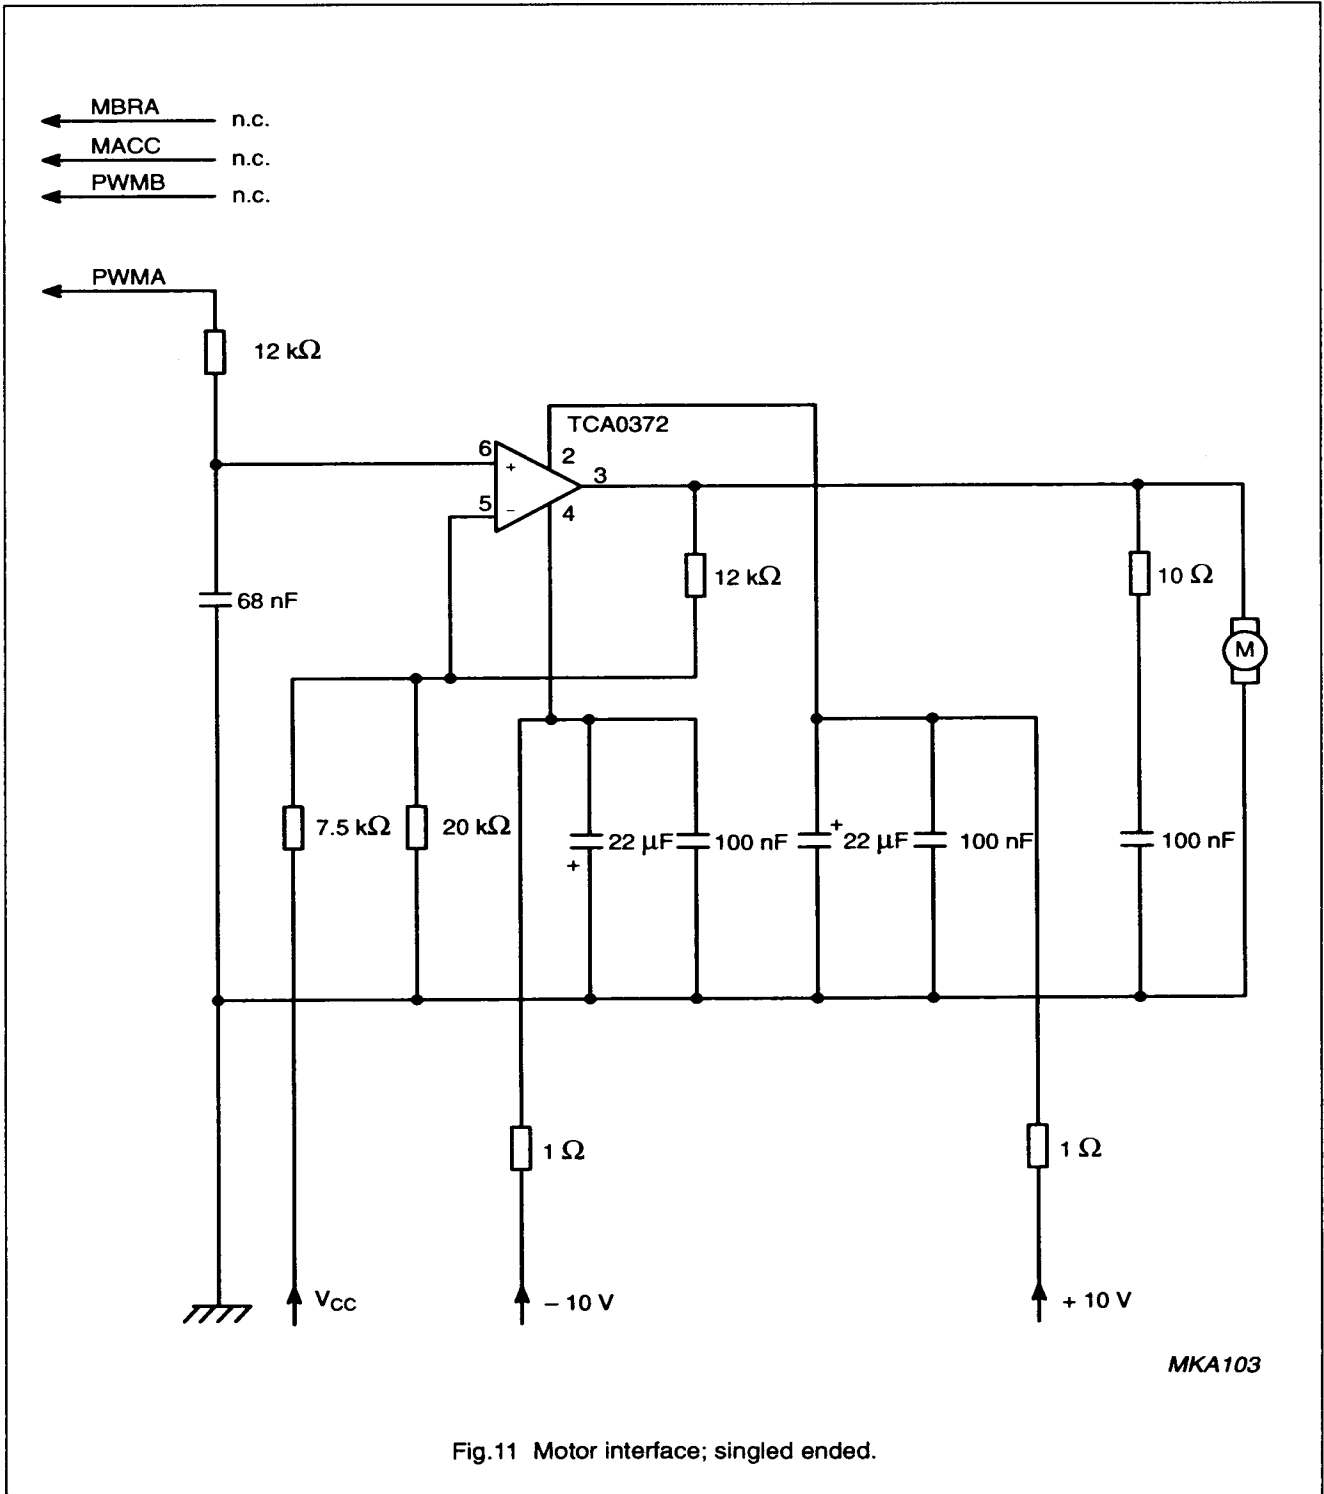 MBRA n.c.
MACC n.c.
PWMB n.c.
PWMA
12 kΩ
TCA0372
6 + 2
3
5 – 4
12 kΩ 10 Ω
68 nF
M
7.5 kΩ 20 kΩ 22 μF + 100 nF + 22 μF 100 nF 100 nF
1 Ω 1 Ω
VCC – 10 V + 10 V
MKA103
Fig.11 Motor interface; singled ended.